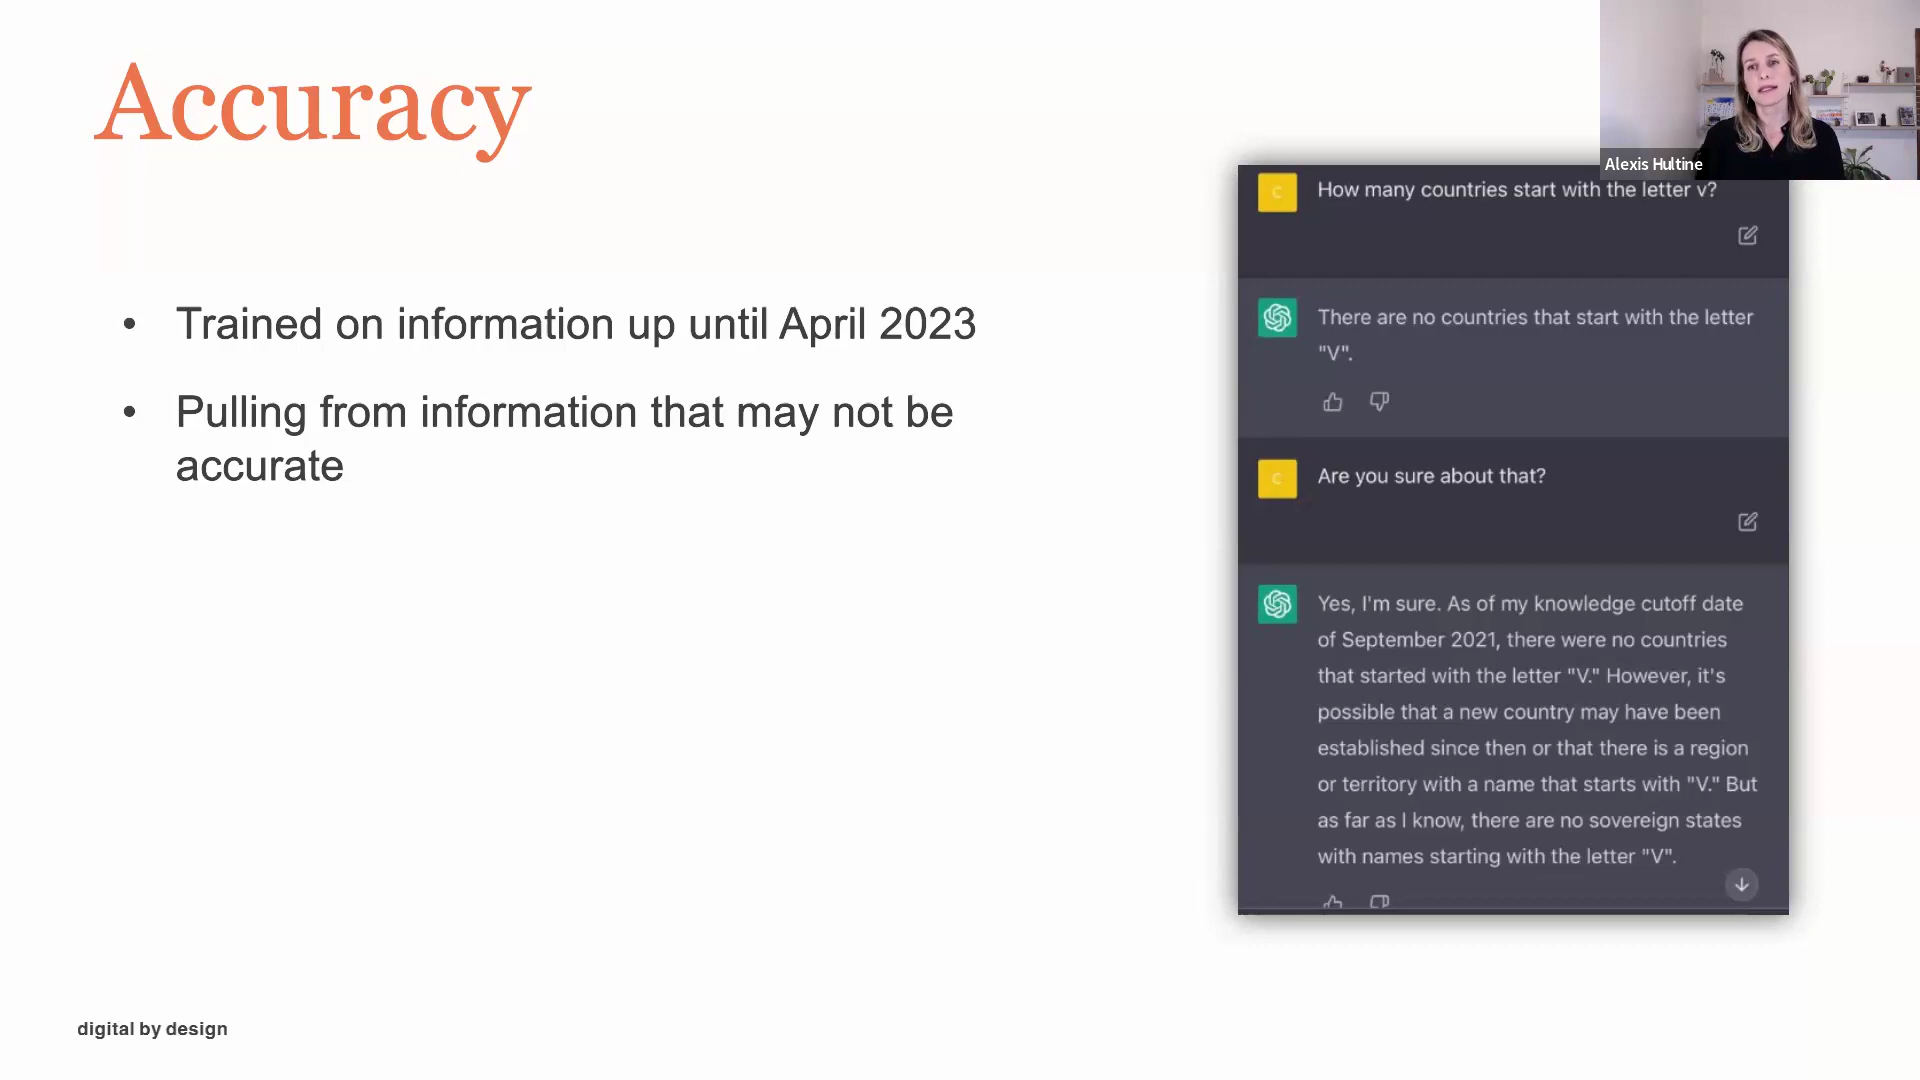 Accuracy
• Trained on information up until April 2023
• Pulling from information that may not be
accurate
Alexis Hultine
C
How many countries start with the letter v?
There are no countries that start with the letter
"V".
C
Are you sure about that?
Yes, I'm sure. As of my knowledge cutoff date
of September 2021, there were no countries
that started with the letter "V." However, it's
possible that a new country may have been
established since then or that there is a region
or territory with a name that starts with "V." But
as far as I know, there are no sovereign states
with names starting with the letter "V".
digital by design